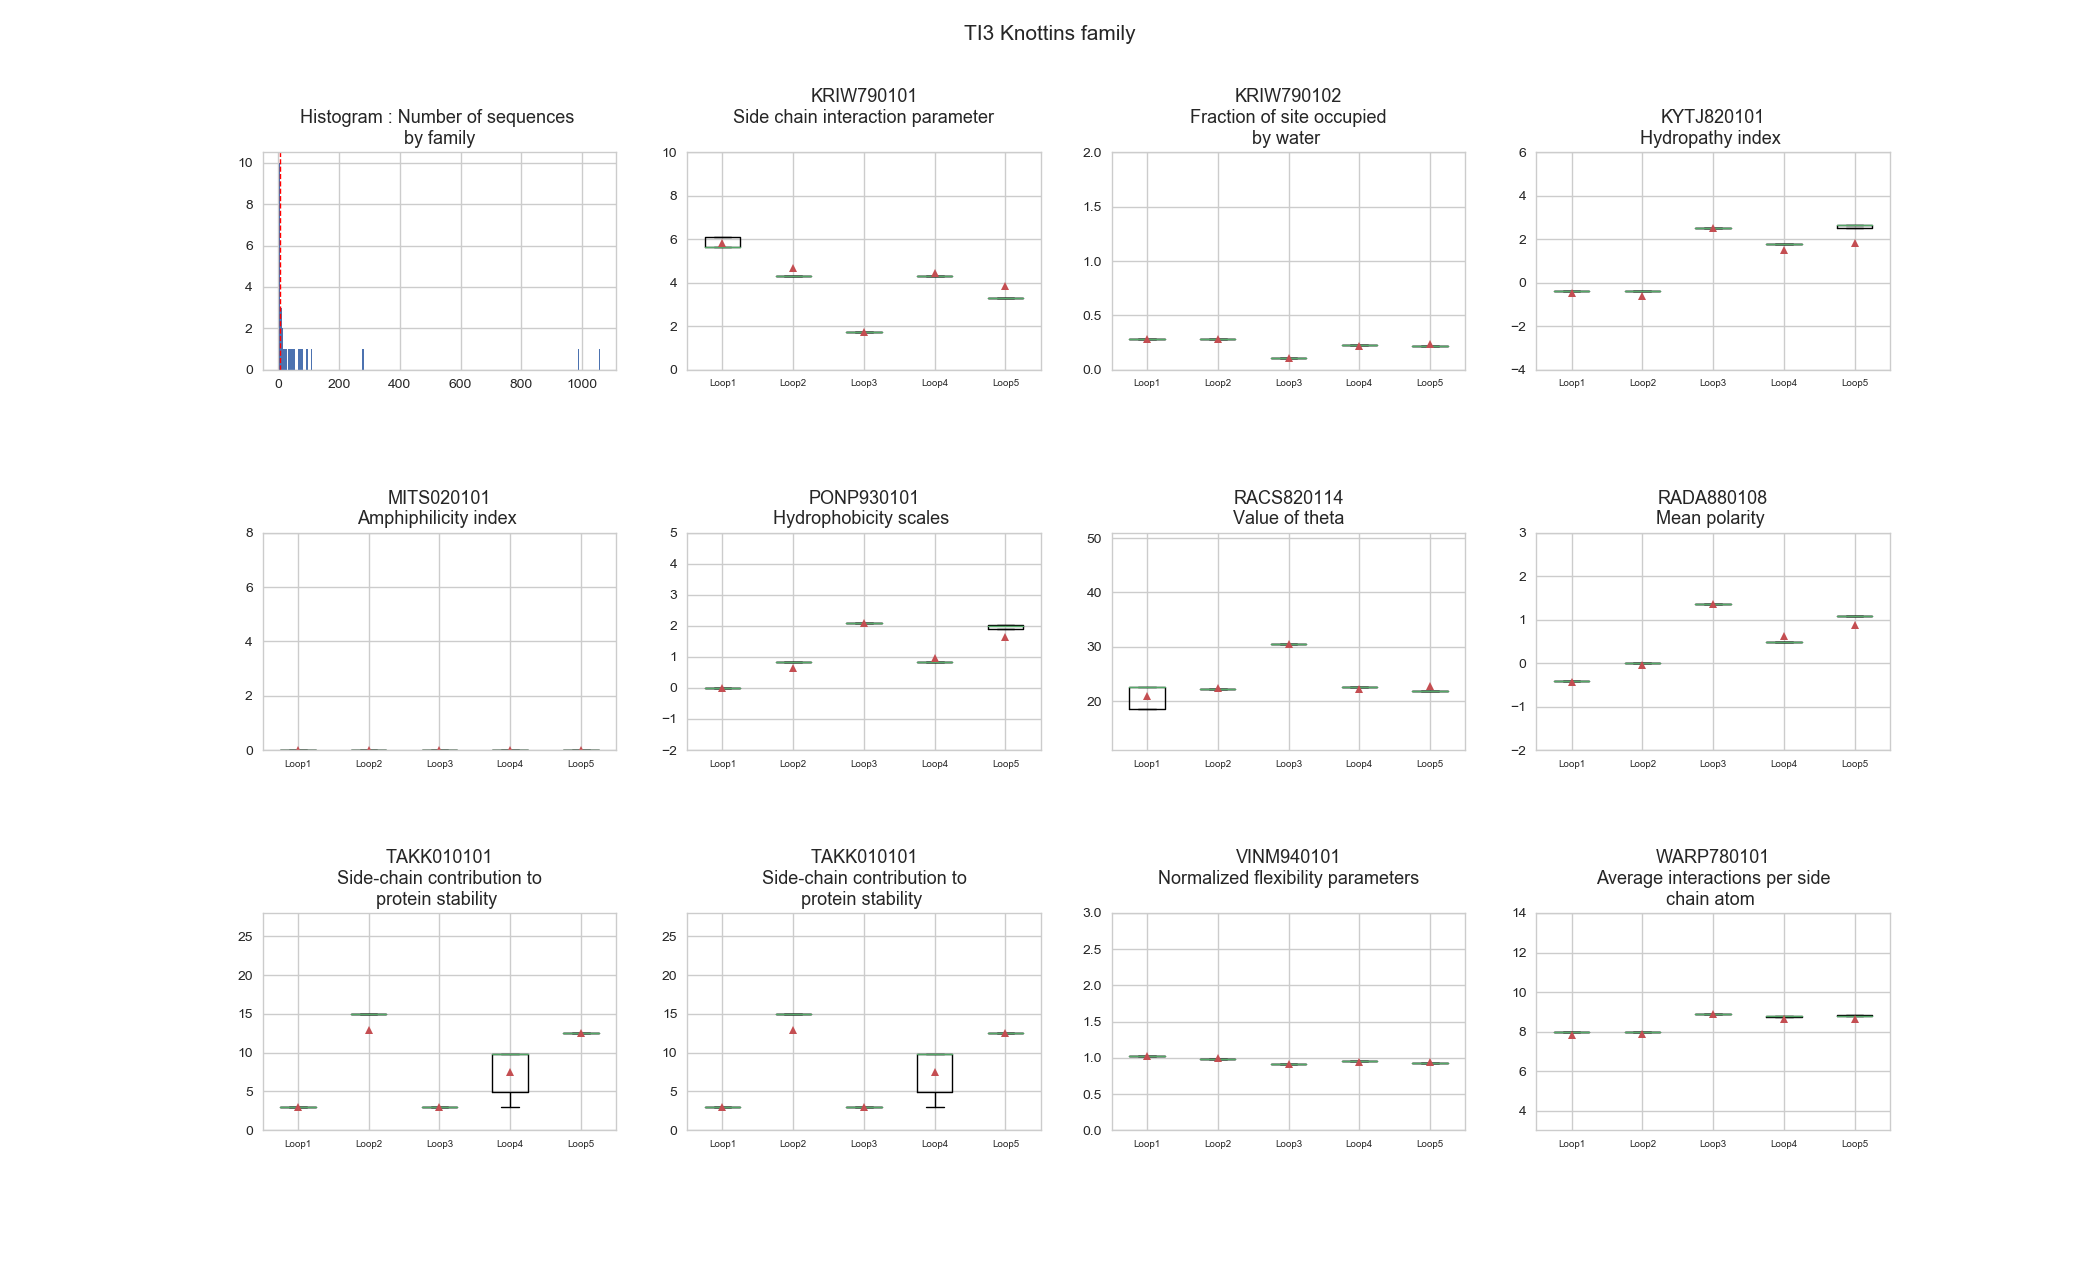 TI3 Knottins family
Histogram : Number of sequences
by family
10
8
6
4
2
0
0 200 400 600 800 1000
KRIW790101
Side chain interaction parameter
10
8
6
4
2
0
Loop1 Loop2 Loop3 Loop4 Loop5
KRIW790102
Fraction of site occupied
by water
2.0
1.5
1.0
0.5
0.0
Loop1 Loop2 Loop3 Loop4 Loop5
KYTJ820101
Hydropathy index
6
4
2
0
−2
−4
Loop1 Loop2 Loop3 Loop4 Loop5
MITS020101
Amphiphilicity index
8
6
4
2
0
Loop1 Loop2 Loop3 Loop4 Loop5
PONP930101
Hydrophobicity scales
5
4
3
2
1
0
−1
−2
Loop1 Loop2 Loop3 Loop4 Loop5
RACS820114
Value of theta
50
40
30
20
Loop1 Loop2 Loop3 Loop4 Loop5
RADA880108
Mean polarity
3
2
1
0
−1
−2
Loop1 Loop2 Loop3 Loop4 Loop5
TAKK010101
Side-chain contribution to
protein stability
25
20
15
10
5
0
Loop1 Loop2 Loop3 Loop4 Loop5
TAKK010101
Side-chain contribution to
protein stability
25
20
15
10
5
0
Loop1 Loop2 Loop3 Loop4 Loop5
VINM940101
Normalized flexibility parameters
3.0
2.5
2.0
1.5
1.0
0.5
0.0
Loop1 Loop2 Loop3 Loop4 Loop5
WARP780101
Average interactions per side
chain atom
14
12
10
8
6
4
Loop1 Loop2 Loop3 Loop4 Loop5